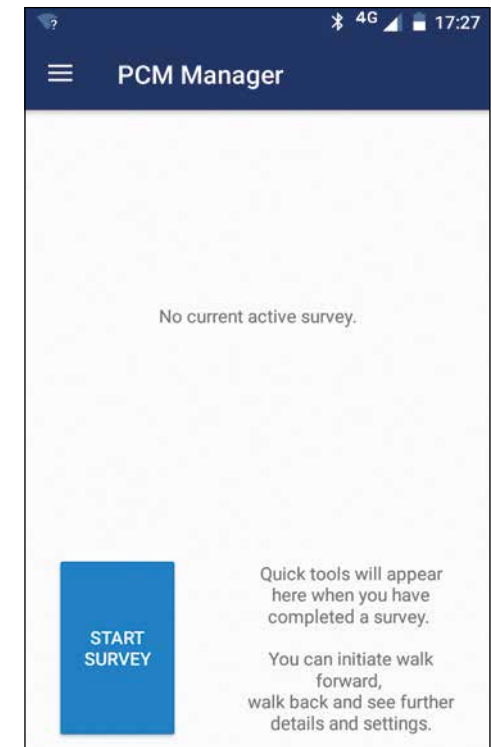 ?
4G
17:27
PCM Manager
No current active survey.
START
SURVEY
Quick tools will appear
here when you have
completed a survey.
You can initiate walk
forward,
walk back and see further
details and settings.